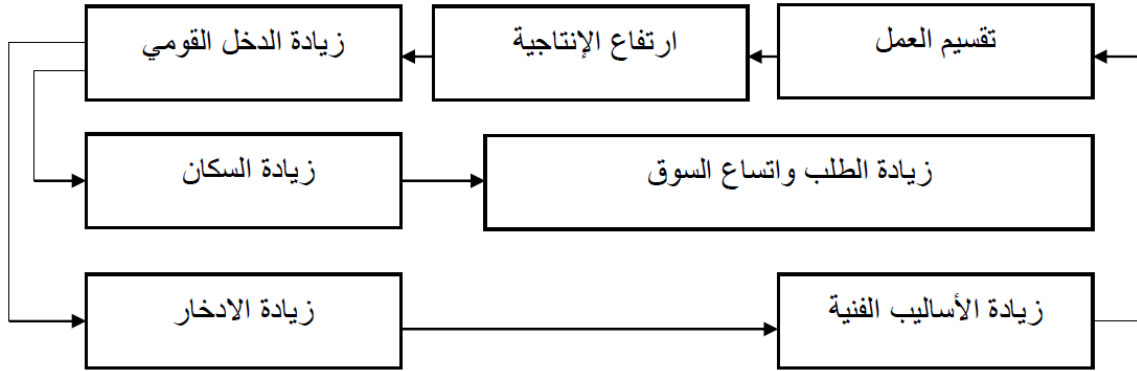 تقسيم العمل
ارتفاع الإنتاجية
زيادة الدخل القومي
زيادة السكان
زيادة الطلب واتساع السوق
زيادة الادخار
زيادة الأساليب الفنية